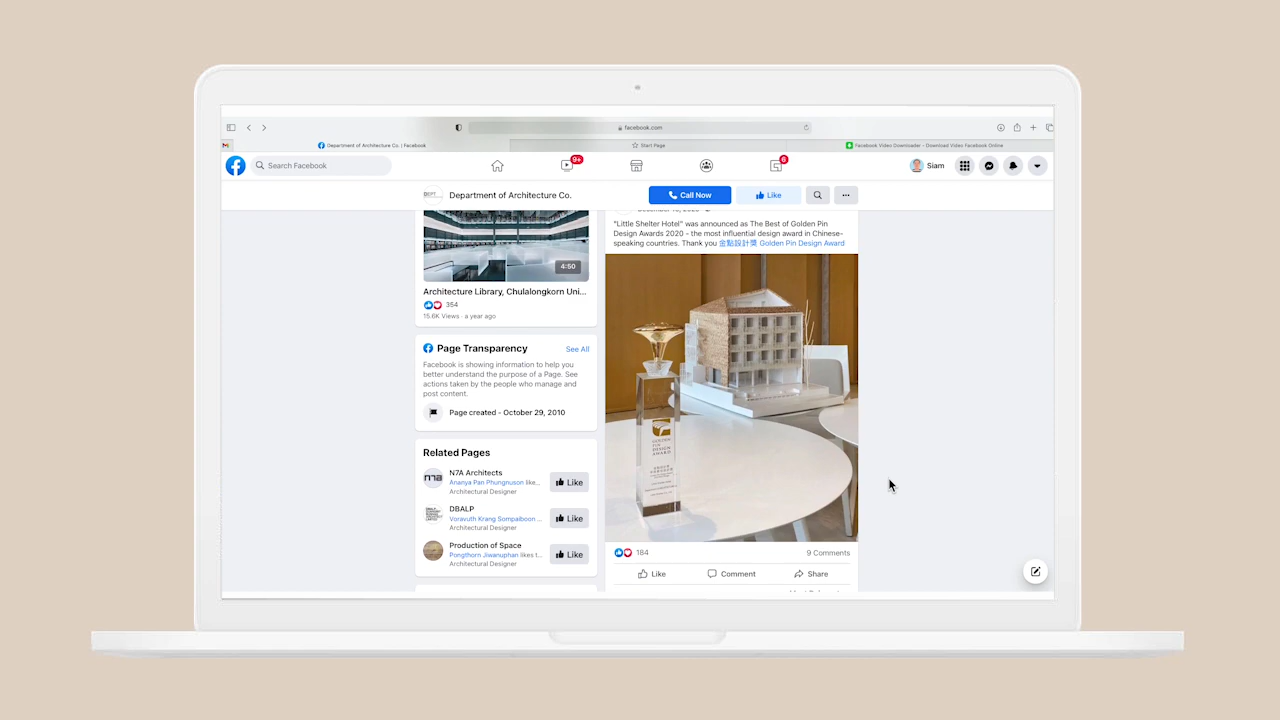 facebook.com
Department of Architecture Co. | Facebook
Start Page
Facebook Video Downloader - Download Video Facebook Online
Search Facebook
9+
6
Siam
Department of Architecture Co.
Call Now
Like
4:50
Architecture Library, Chulalongkorn Uni...
354
15.6K Views · a year ago
Page Transparency
See All
Facebook is showing information to help you
better understand the purpose of a Page. See
actions taken by the people who manage and
post content.
Page created - October 29, 2010
Related Pages
N7A Architects
Ananya Pan Phungnuson like...
Architectural Designer
Like
DBALP
Voravuth Krang Sompaiboon ...
Architectural Designer
Like
Production of Space
Pongthorn Jiwanuphan likes t...
Architectural Designer
Like
"Little Shelter Hotel" was announced as The Best of Golden Pin
Design Awards 2020 - the most influential design award in Chinese-
speaking countries. Thank you 金點設計獎 Golden Pin Design Award
GOLDEN
PIN
DESIGN
AWARD
184
9 Comments
Like
Comment
Share